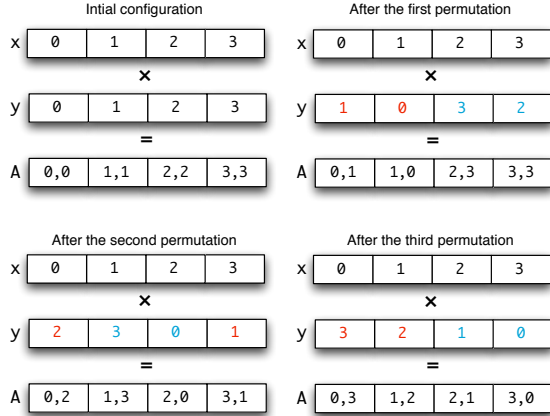 Intial configuration
x 0 1 2 3
×
y 0 1 2 3
=
A 0,0 1,1 2,2 3,3
After the first permutation
x 0 1 2 3
×
y 1 0 3 2
=
A 0,1 1,0 2,3 3,3
After the second permutation
x 0 1 2 3
×
y 2 3 0 1
=
A 0,2 1,3 2,0 3,1
After the third permutation
x 0 1 2 3
×
y 3 2 1 0
=
A 0,3 1,2 2,1 3,0